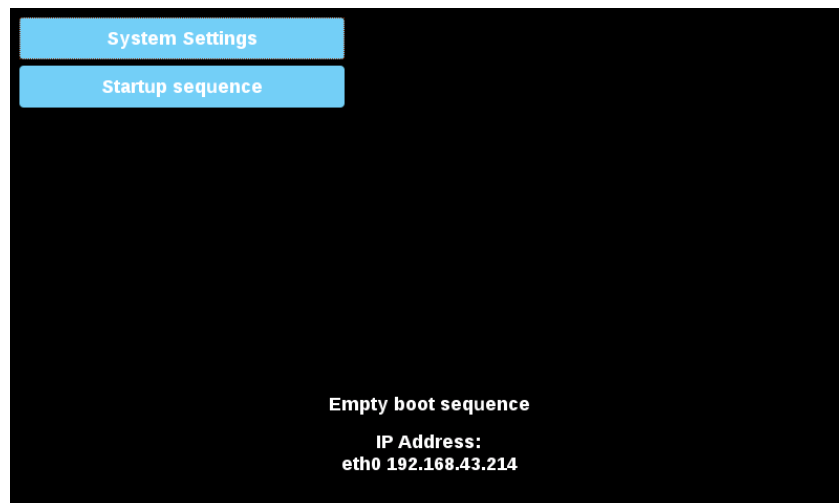 System Settings
Startup sequence
Empty boot sequence
IP Address:
eth0 192.168.43.214